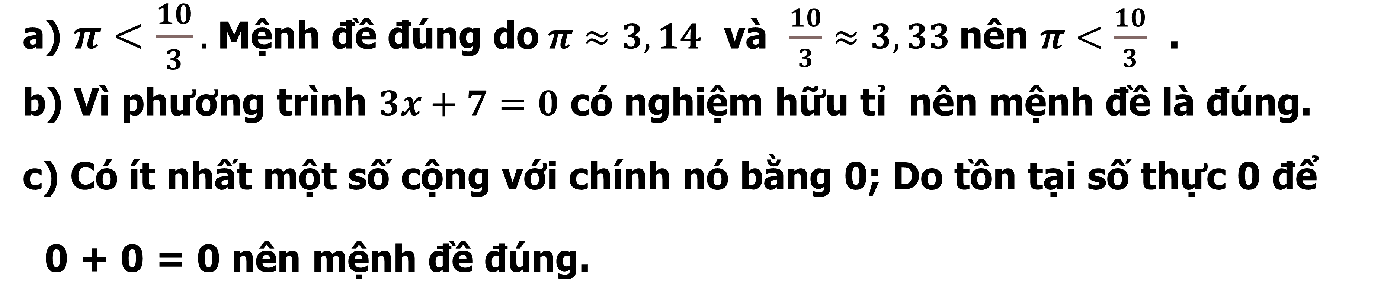 a) π < 10/3 . Mệnh đề đúng do π ≈ 3, 14 và 10/3 ≈ 3, 33 nên π < 10/3 .
b) Vì phương trình 3x + 7 = 0 có nghiệm hữu tỉ nên mệnh đề là đúng.
c) Có ít nhất một số cộng với chính nó bằng 0; Do tồn tại số thực 0 để
0 + 0 = 0 nên mệnh đề đúng.